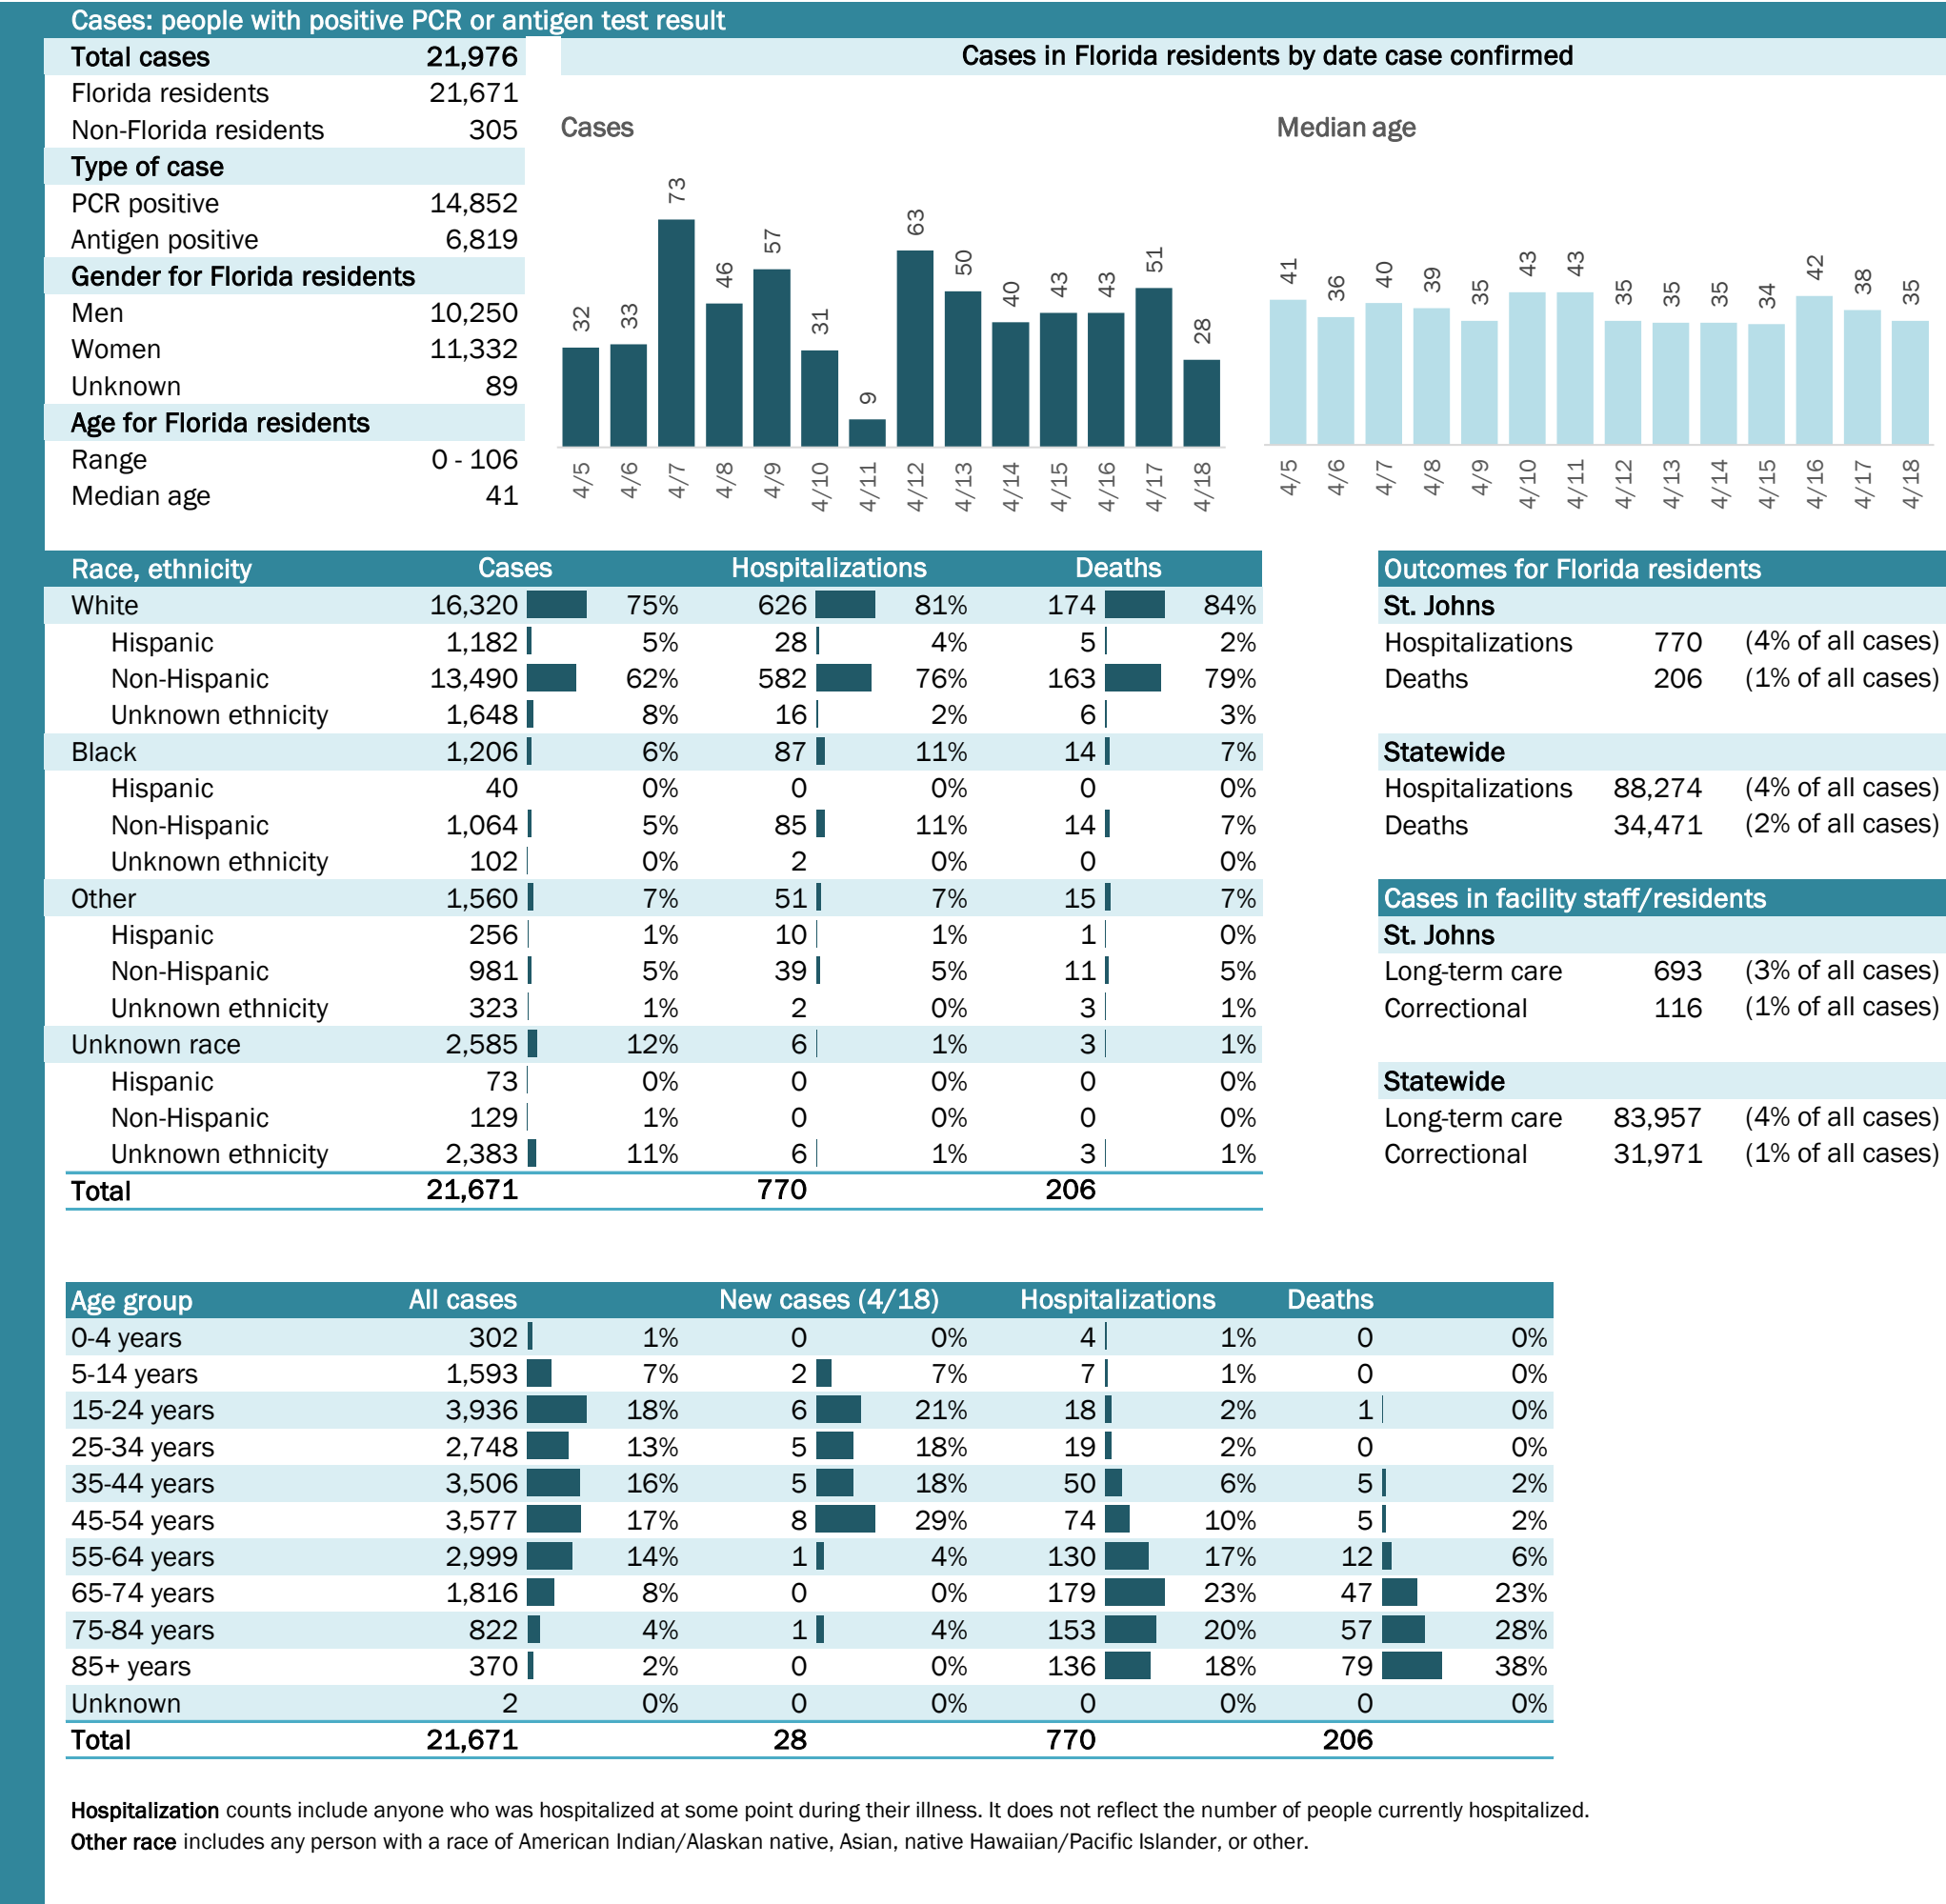 Cases: people with positive PCR or antigen test result
Total cases 21,976
Florida residents 21,671
Non-Florida residents 305
Type of case
PCR positive 14,852
Antigen positive 6,819
Gender for Florida residents
Men 10,250
Women 11,332
Unknown 89
Age for Florida residents
Range 0 - 106
Median age 41
Cases in Florida residents by date case confirmed
Cases
32 33 73 46 57 31 9 63 50 40 43 43 51 28
4/5 4/6 4/7 4/8 4/9 4/10 4/11 4/12 4/13 4/14 4/15 4/16 4/17 4/18
Median age
41 36 40 39 35 43 43 35 35 35 34 42 38 35
4/5 4/6 4/7 4/8 4/9 4/10 4/11 4/12 4/13 4/14 4/15 4/16 4/17 4/18
Race, ethnicity Cases Hospitalizations Deaths
White 16,320 75% 626 81% 174 84%
Hispanic 1,182 5% 28 4% 5 2%
Non-Hispanic 13,490 62% 582 76% 163 79%
Unknown ethnicity 1,648 8% 16 2% 6 3%
Black 1,206 6% 87 11% 14 7%
Hispanic 40 0% 0 0% 0 0%
Non-Hispanic 1,064 5% 85 11% 14 7%
Unknown ethnicity 102 0% 2 0% 0 0%
Other 1,560 7% 51 7% 15 7%
Hispanic 256 1% 10 1% 1 0%
Non-Hispanic 981 5% 39 5% 11 5%
Unknown ethnicity 323 1% 2 0% 3 1%
Unknown race 2,585 12% 6 1% 3 1%
Hispanic 73 0% 0 0% 0 0%
Non-Hispanic 129 1% 0 0% 0 0%
Unknown ethnicity 2,383 11% 6 1% 3 1%
Total 21,671 770 206
Outcomes for Florida residents
St. Johns
Hospitalizations 770 (4% of all cases)
Deaths 206 (1% of all cases)
Statewide
Hospitalizations 88,274 (4% of all cases)
Deaths 34,471 (2% of all cases)
Cases in facility staff/residents
St. Johns
Long-term care 693 (3% of all cases)
Correctional 116 (1% of all cases)
Statewide
Long-term care 83,957 (4% of all cases)
Correctional 31,971 (1% of all cases)
Age group All cases New cases (4/18) Hospitalizations Deaths
0-4 years 302 1% 0 0% 4 1% 0 0%
5-14 years 1,593 7% 2 7% 7 1% 0 0%
15-24 years 3,936 18% 6 21% 18 2% 1 0%
25-34 years 2,748 13% 5 18% 19 2% 0 0%
35-44 years 3,506 16% 5 18% 50 6% 5 2%
45-54 years 3,577 17% 8 29% 74 10% 5 2%
55-64 years 2,999 14% 1 4% 130 17% 12 6%
65-74 years 1,816 8% 0 0% 179 23% 47 23%
75-84 years 822 4% 1 4% 153 20% 57 28%
85+ years 370 2% 0 0% 136 18% 79 38%
Unknown 2 0% 0 0% 0 0% 0 0%
Total 21,671 28 770 206
Hospitalization counts include anyone who was hospitalized at some point during their illness. It does not reflect the number of people currently hospitalized.
Other race includes any person with a race of American Indian/Alaskan native, Asian, native Hawaiian/Pacific Islander, or other.